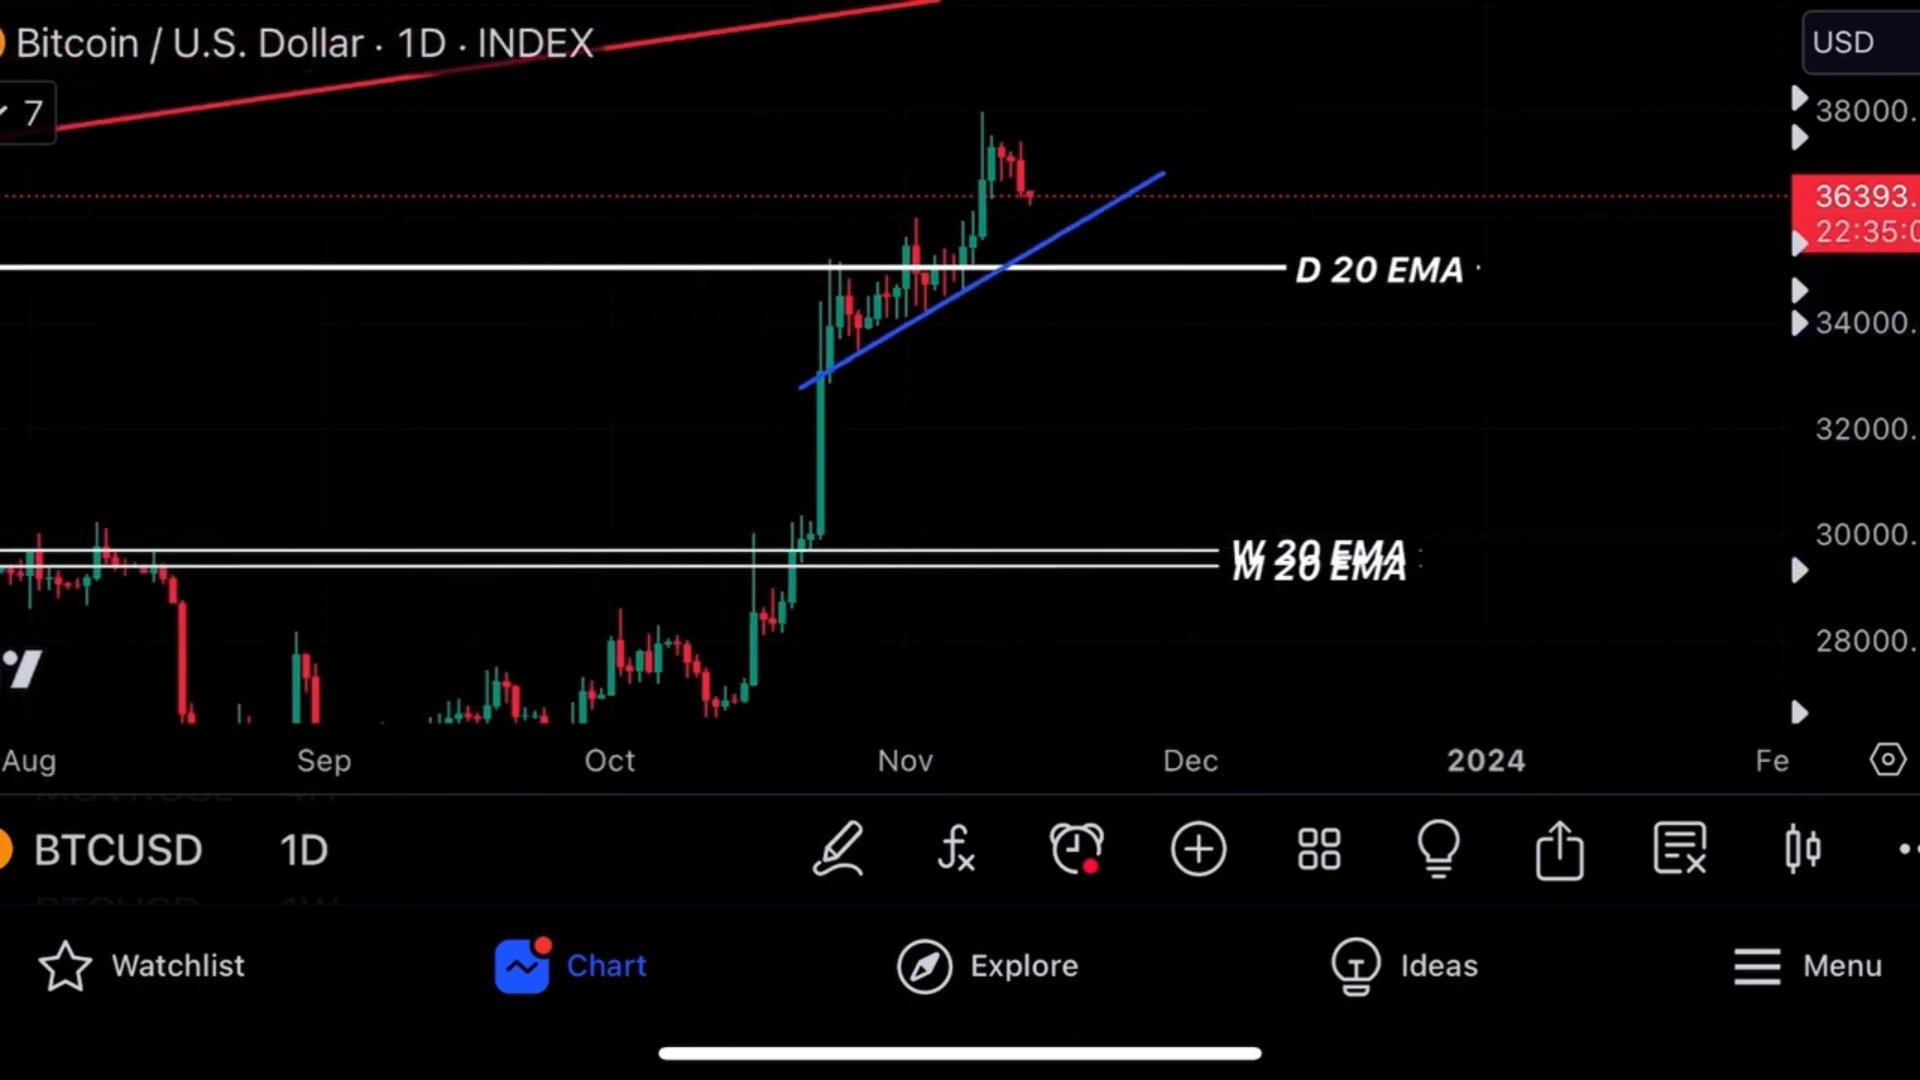 Bitcoin / U.S. Dollar · 1D · INDEX
USD
7
38000.
36393.
22:35:0
D 20 EMA
34000.
32000.
W 20 EMA
30000.
M 20 EMA
28000.
Aug Sep Oct Nov Dec 2024 Fe
BTCUSD 1D
Watchlist Chart Explore Ideas Menu